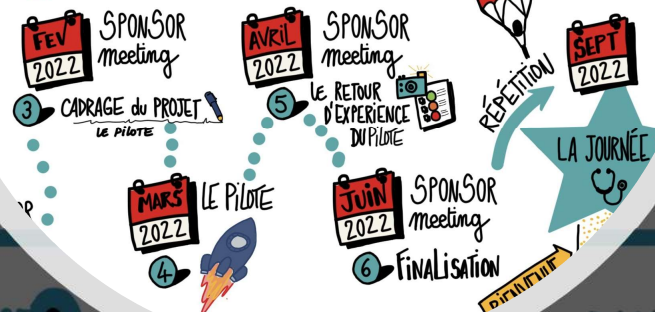 FEV
2022
SPONSOR
meeting
3
CADRAGE du PROJET
LE PILOTE
MARS
2022
LE PILOTE
4
AVRIL
2022
SPONSOR
meeting
5
LE RETOUR
D'EXPERIENCE
DU PILOTE
JUIN
2022
SPONSOR
meeting
6
FINALISATION
RÉPÉTITION
SEPT
2022
LA JOURNÉE
BIENVENUE